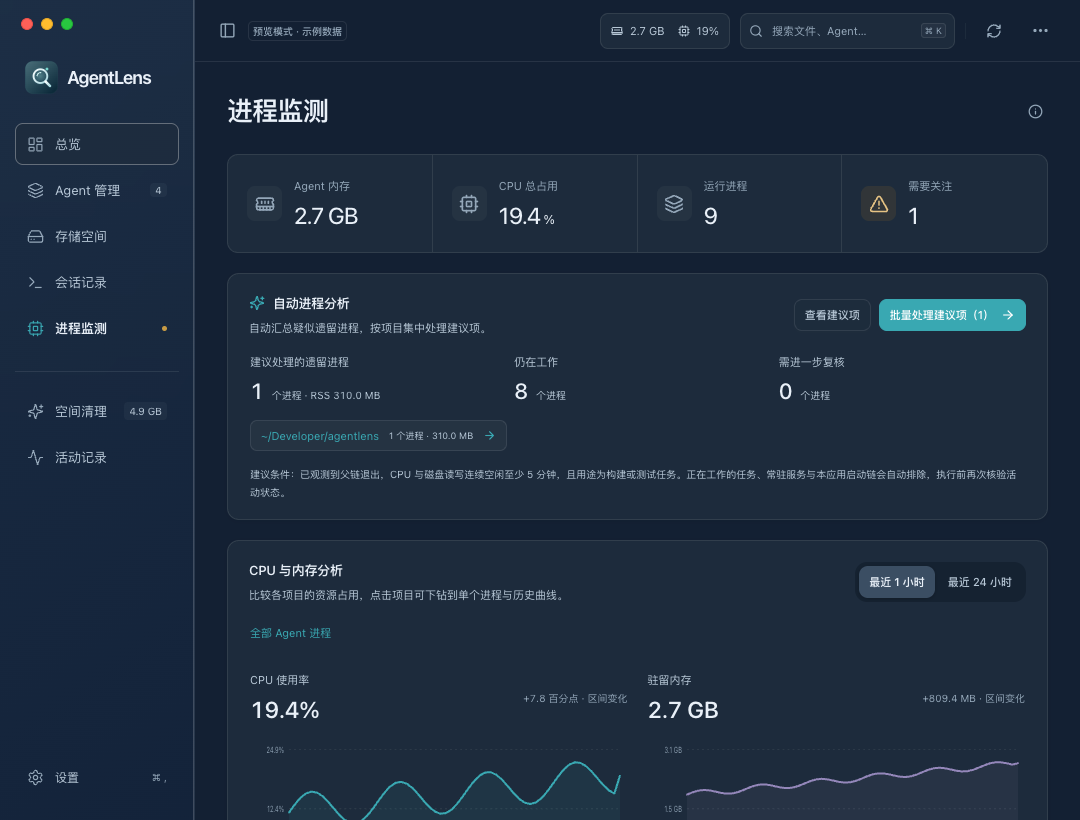 预览模式 · 示例数据
2.7 GB
19%
搜索文件、Agent...
⌘ K
AgentLens
总览
Agent 管理
4
存储空间
会话记录
进程监测
空间清理
4.9 GB
活动记录
设置
⌘ ,
进程监测
Agent 内存
2.7 GB
CPU 总占用
19.4%
运行进程
9
需要关注
1
自动进程分析
自动汇总疑似遗留进程，按项目集中处理建议项。
查看建议项
批量处理建议项（1）
建议处理的遗留进程
1 个进程 · RSS 310.0 MB
仍在工作
8 个进程
需进一步复核
0 个进程
~/Developer/agentlens 1 个进程 · 310.0 MB
建议条件：已观测到父链退出，CPU 与磁盘读写连续空闲至少 5 分钟，且用途为构建或测试任务。正在工作的任务、常驻服务与本应用启动链会自动排除，执行前再次核验活
动状态。
CPU 与内存分析
比较各项目的资源占用，点击项目可下钻到单个进程与历史曲线。
最近 1 小时
最近 24 小时
全部 Agent 进程
CPU 使用率
19.4%
+7.8 百分点 · 区间变化
驻留内存
2.7 GB
+809.4 MB · 区间变化
24.9%
12.4%
3.1 GB
1.5 GB